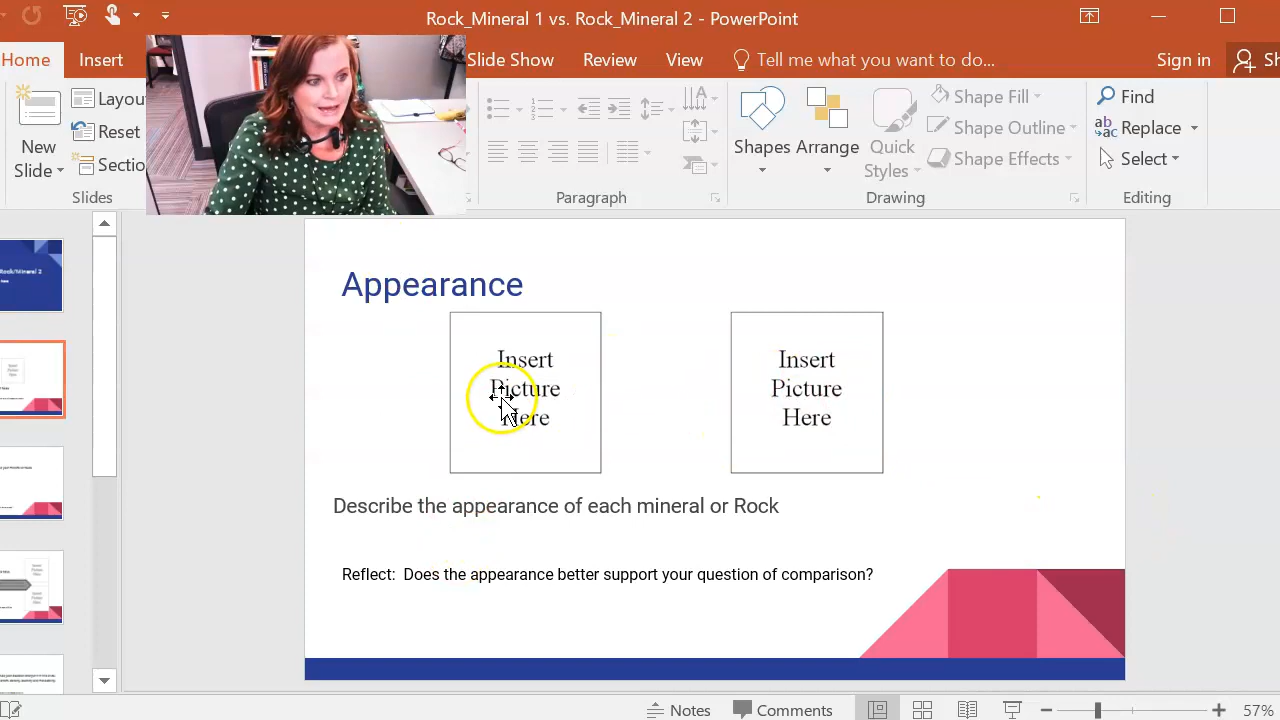 Rock_Mineral 1 vs. Rock_Mineral 2 - PowerPoint
Home Insert Slide Show Review View Tell me what you want to do... Sign in Sh
New Slide
Layou
Reset
Sectio
Slides
Paragraph
Shapes Arrange Quick Styles
Shape Fill
Shape Outline
Shape Effects
Drawing
Find
Replace
Select
Editing
Appearance
Insert
Picture
Here
Insert
Picture
Here
Describe the appearance of each mineral or Rock
Reflect: Does the appearance better support your question of comparison?
Notes Comments 57%